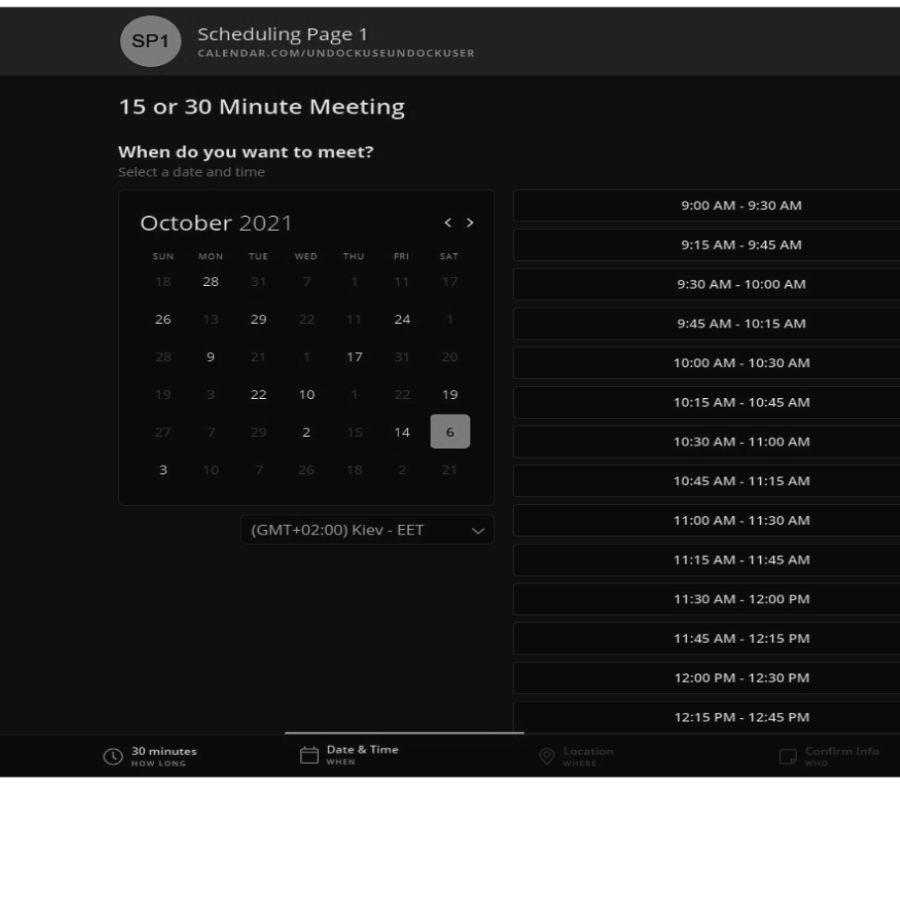 SP1
Scheduling Page 1
CALENDAR.COM/UNDOCKUSEUNDOCKUSER
15 or 30 Minute Meeting
When do you want to meet?
Select a date and time
October 2021 < >
SUN MON TUE WED THU FRI SAT
18 28 31 7 1 11 17
26 13 29 22 11 24 1
28 9 21 1 17 31 20
19 3 22 10 1 22 19
27 7 29 2 15 14 6
3 10 7 26 18 2 21
(GMT+02:00) Kiev - EET
9:00 AM - 9:30 AM
9:15 AM - 9:45 AM
9:30 AM - 10:00 AM
9:45 AM - 10:15 AM
10:00 AM - 10:30 AM
10:15 AM - 10:45 AM
10:30 AM - 11:00 AM
10:45 AM - 11:15 AM
11:00 AM - 11:30 AM
11:15 AM - 11:45 AM
11:30 AM - 12:00 PM
11:45 AM - 12:15 PM
12:00 PM - 12:30 PM
12:15 PM - 12:45 PM
30 minutes
HOW LONG
Date & Time
WHEN
Location
WHERE
Confirm Info
WHO